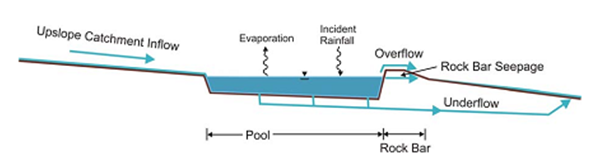 Upslope Catchment Inflow
Evaporation
Incident
Rainfall
Overflow
Rock Bar Seepage
Underflow
Pool
Rock Bar